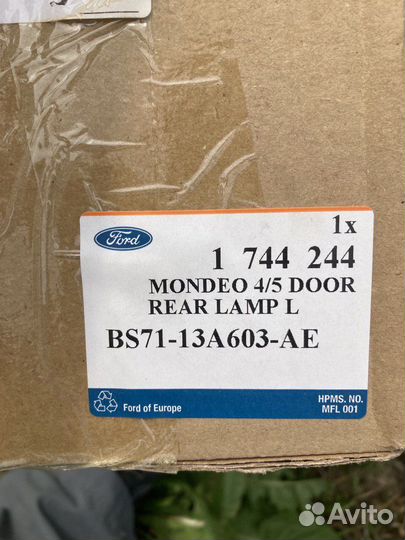 1x
Ford
1 744 244
MONDEO 4/5 DOOR
REAR LAMP L
BS71-13A603-AE
Ford of Europe
HPMS. NO.
MFL 001
Avito